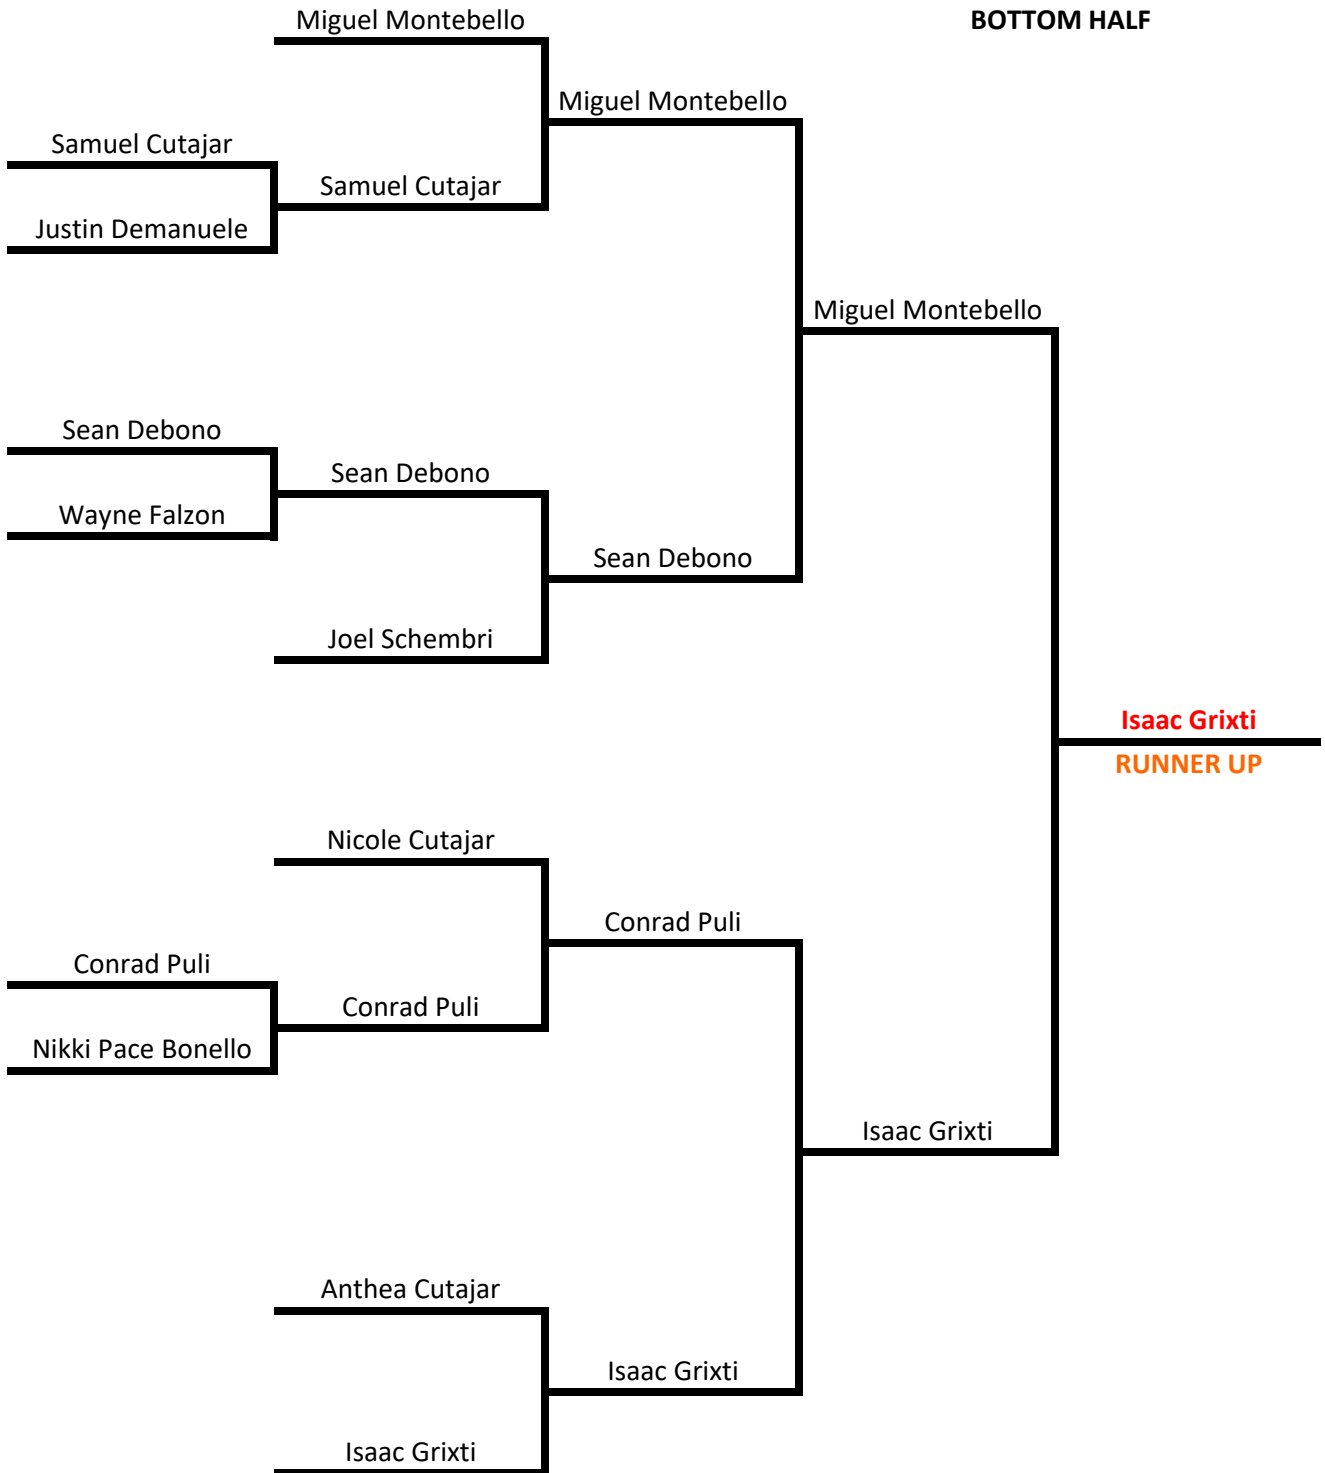 Miguel Montebello
BOTTOM HALF
Miguel Montebello
Samuel Cutajar
Samuel Cutajar
Justin Demanuele
Miguel Montebello
Sean Debono
Sean Debono
Wayne Falzon
Sean Debono
Joel Schembri
Isaac Grixti
RUNNER UP
Nicole Cutajar
Conrad Puli
Conrad Puli
Conrad Puli
Nikki Pace Bonello
Isaac Grixti
Anthea Cutajar
Isaac Grixti
Isaac Grixti